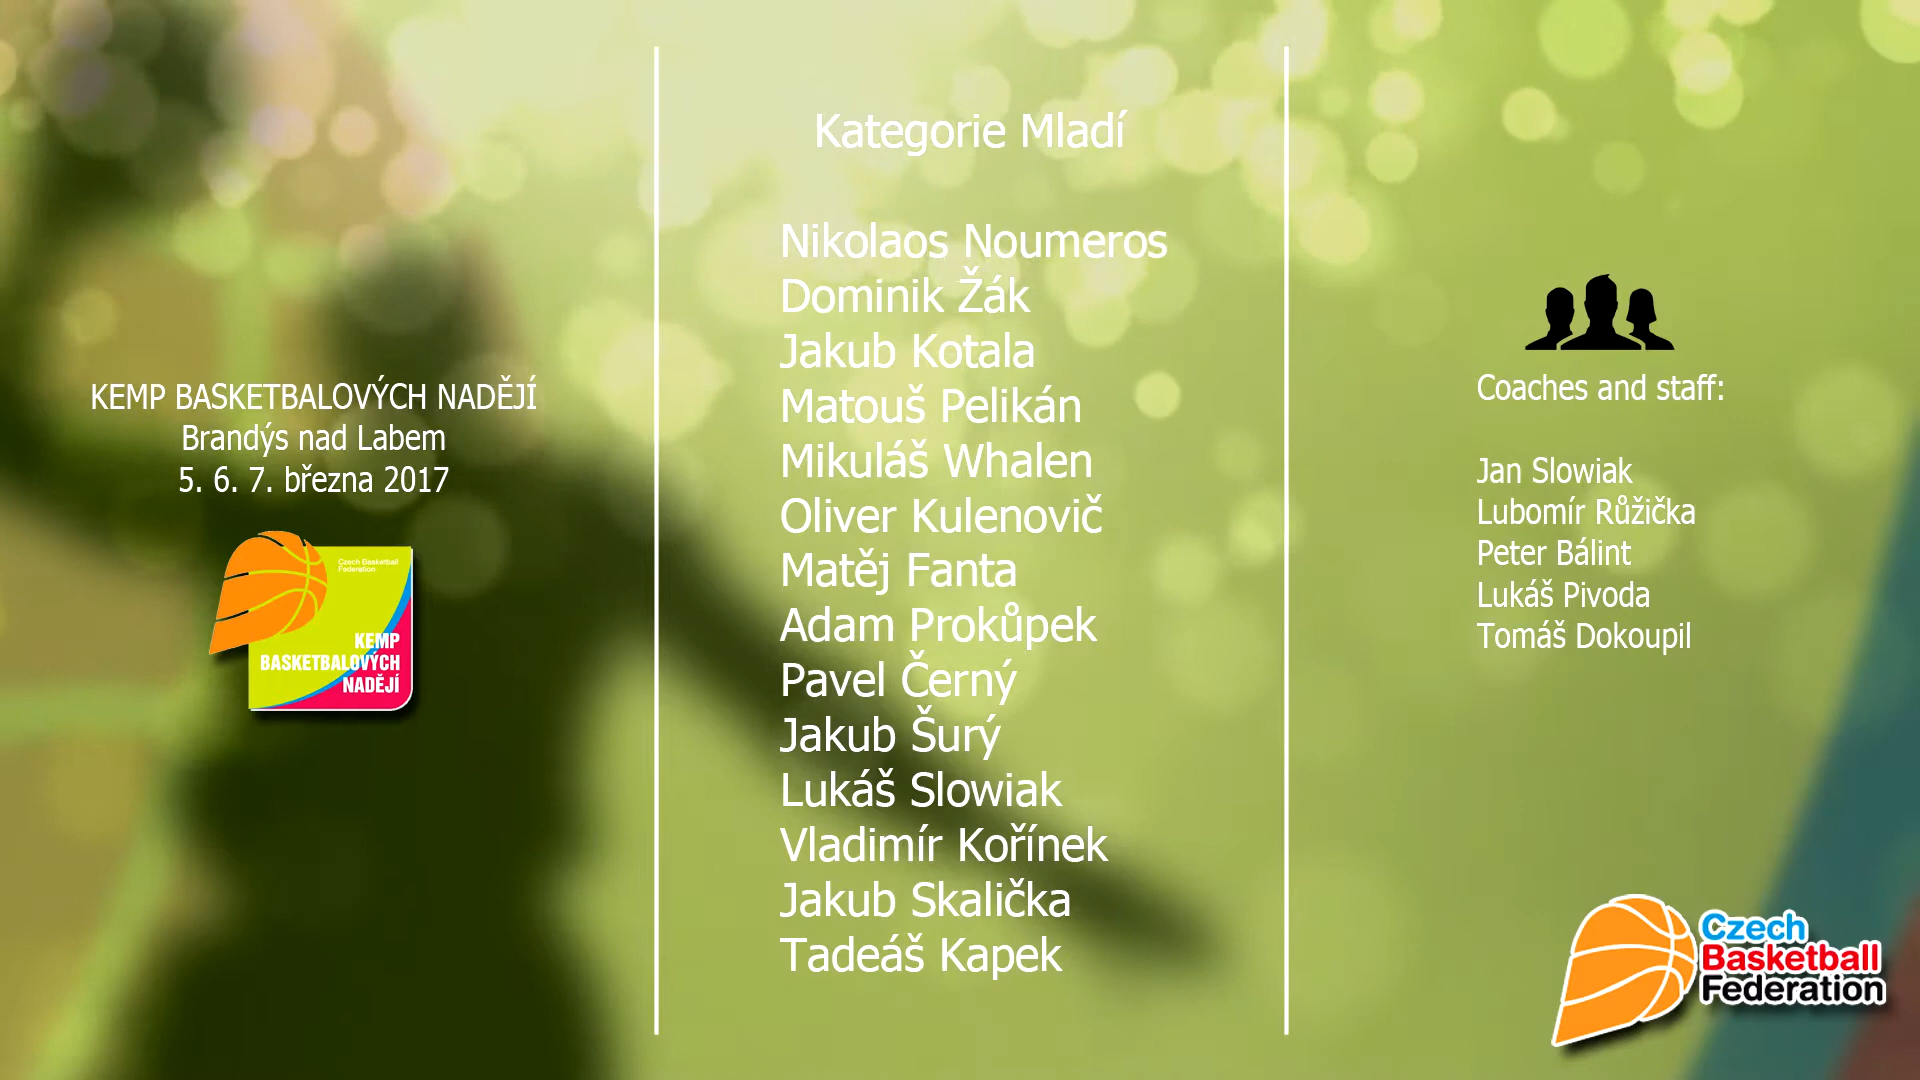 KEMP BASKETBALOVÝCH NADĚJÍ
Brandýs nad Labem
5. 6. 7. března 2017
Czech Basketball
Federation
KEMP
BASKETBALOVÝCH
NADĚJÍ
Kategorie Mladí
Nikolaos Noumeros
Dominik Žák
Jakub Kotala
Matouš Pelikán
Mikuláš Whalen
Oliver Kulenovič
Matěj Fanta
Adam Prokůpek
Pavel Černý
Jakub Šurý
Lukáš Slowiak
Vladimír Kořínek
Jakub Skalička
Tadeáš Kapek
Coaches and staff:
Jan Slowiak
Lubomír Růžička
Peter Bálint
Lukáš Pivoda
Tomáš Dokoupil
Czech
Basketball
Federation